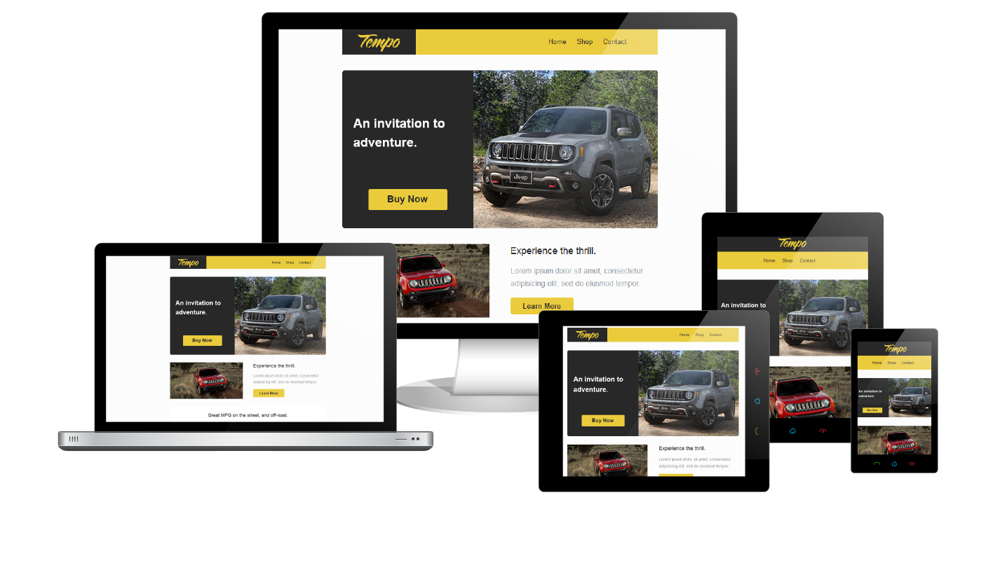 Tempo
Home Shop Contact
An invitation to
adventure.
Buy Now
Jeep
Experience the thrill.
Lorem ipsum dolor sit amet, consectetur
adipisicing elit, sed do eiusmod tempor.
Learn More
Tempo
Home Shop Contact
An invitation to
adventure.
Buy Now
Jeep
Experience the thrill.
Lorem ipsum dolor sit amet, consectetur
adipisicing elit, sed do eiusmod tempor.
Learn More
Great MPG on the street, and off-road.
Tempo
Home Shop Contact
An invitation to
Jeep
Tempo
Home Shop Contact
An invitation to
adventure.
Buy Now
Jeep
Experience the thrill.
Lorem ipsum dolor sit amet, consectetur
adipisicing elit, sed do eiusmod tempor.
Tempo
Home Shop Contact
An invitation to
adventure.
Buy Now